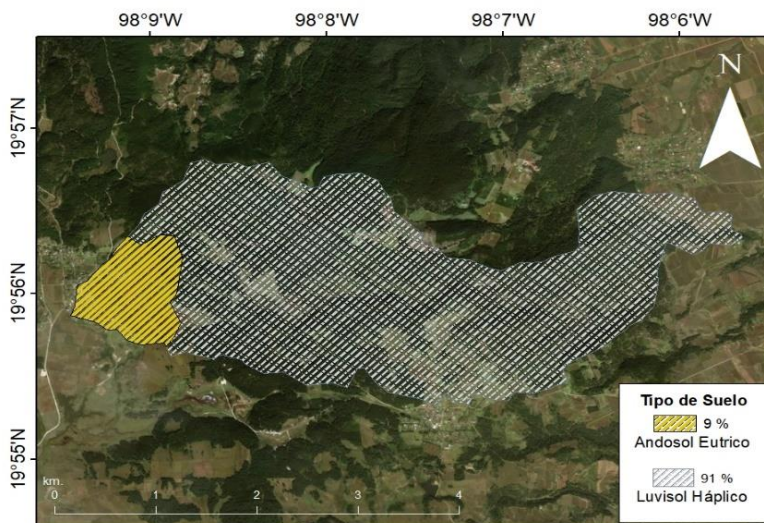 98°9'W 98°8'W 98°7'W 98°6'W
N
19°57'N
19°56'N
19°55'N
Tipo de Suelo
9 %
Andosol Eutrico
91 %
Luvisol Háplico
km.
0 1 2 3 4